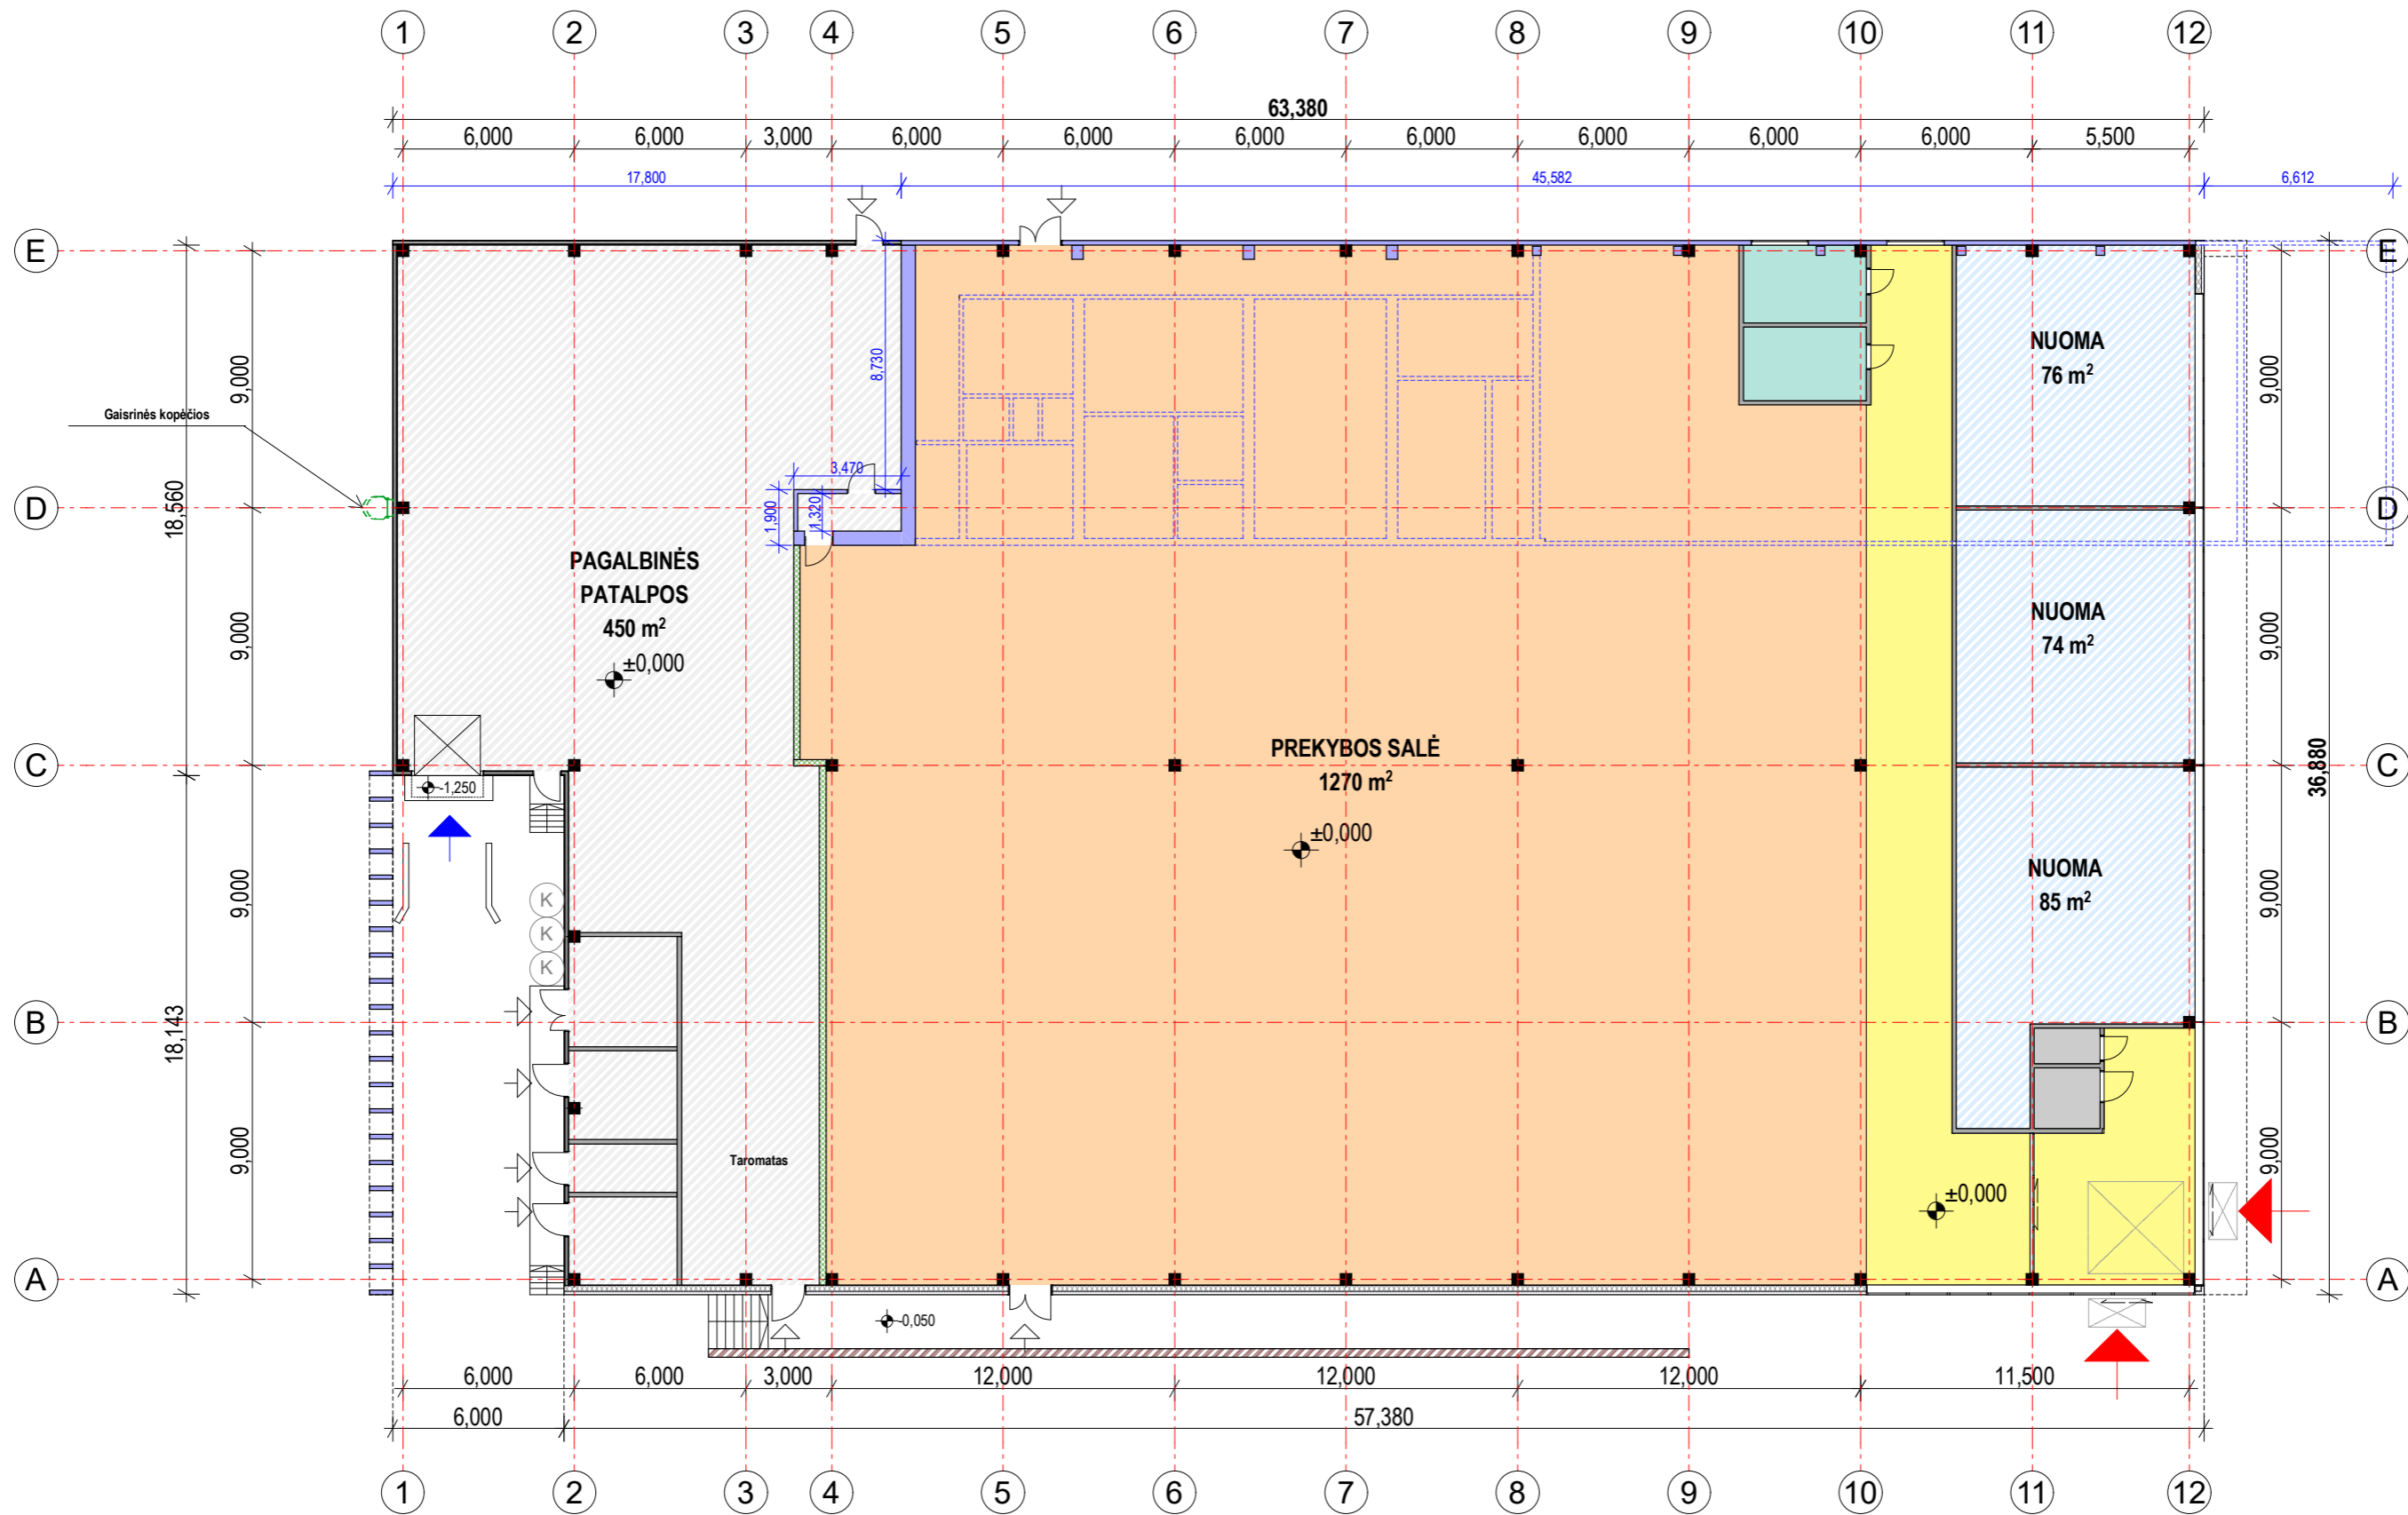 1 2 3 4 5 6 7 8 9 10 11 12
63,380
6,000 6,000 3,000 6,000 6,000 6,000 6,000 6,000 6,000 6,000 5,500
17,800 45,582 6,612
E E
9,000 8,730 NUOMA 9,000
76 m²
Gaisrinės kopėčios
3,470
D 18,560 1,900 1,320 D
PAGALBINĖS
PATALPOS
450 m²
±0,000
9,000 NUOMA 9,000
74 m²
C PREKYBOS SALĖ C
1270 m²
36,880
-1,250
±0,000
9,000 NUOMA 9,000
85 m²
K
K
K
B 18,143 B
9,000 Taromatas 9,000
±0,000
A A
-0,050
6,000 6,000 3,000 12,000 12,000 12,000 11,500
6,000 57,380
1 2 3 4 5 6 7 8 9 10 11 12